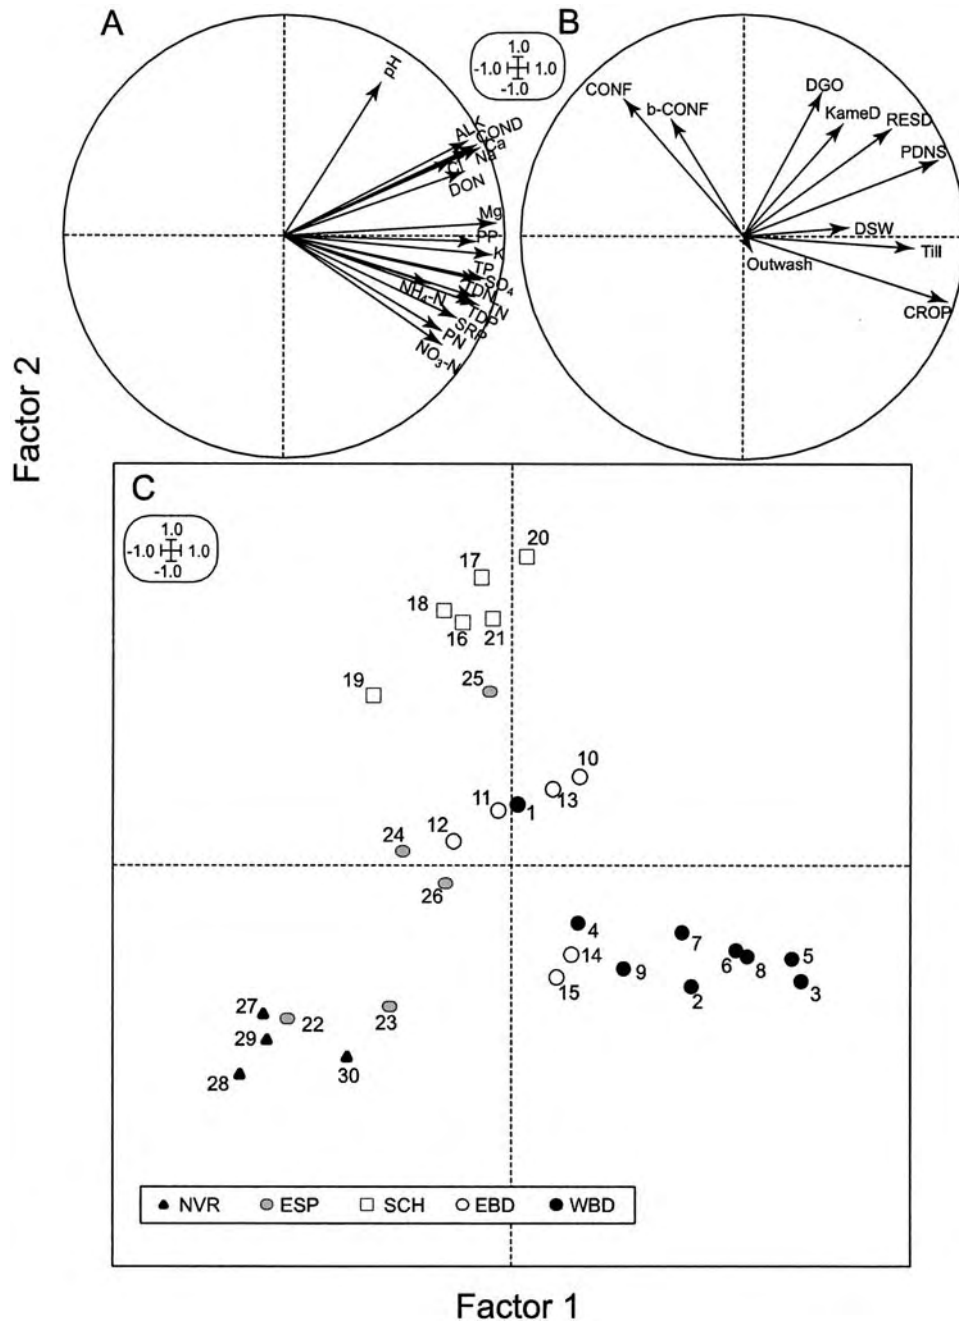 A
B
1.0
-1.0 1.0
-1.0
pH
ALK
COND
Ca
Na
Cl
DON
Mg
PP
K
TP
SO4
NH4-N
TDN
TN
TDP
SRP
PN
NO3-N
CONF
b-CONF
DGO
KameD
RESD
PDNS
DSW
Till
Outwash
CROP
Factor 2
C
1.0
-1.0 1.0
-1.0
20
17
18
16
21
19
25
10
13
11
1
12
24
26
4
7
14
6
8
5
9
15
2
3
27
22
23
29
30
28
NVR ESP SCH EBD WBD
Factor 1